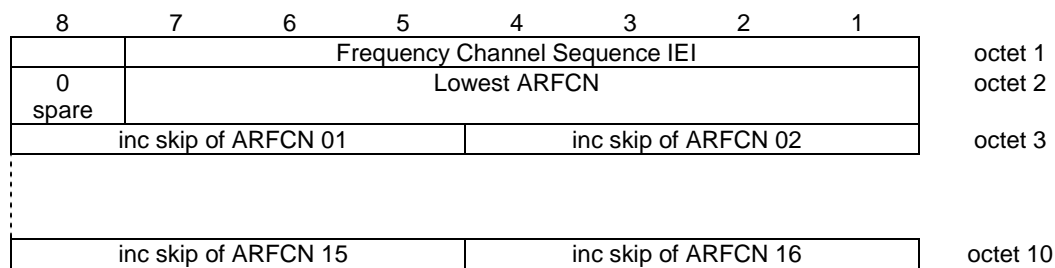 8 7 6 5 4 3 2 1
Frequency Channel Sequence IEI octet 1
0 Lowest ARFCN octet 2
spare
inc skip of ARFCN 01 inc skip of ARFCN 02 octet 3
inc skip of ARFCN 15 inc skip of ARFCN 16 octet 10